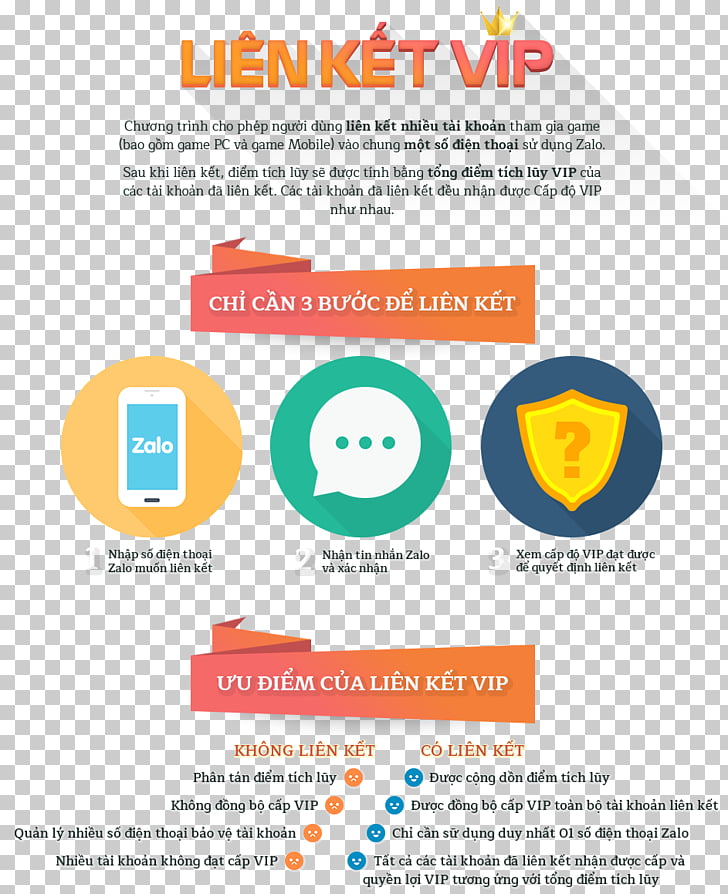 LIÊN KẾT VIP
Chương trình cho phép người dùng liên kết nhiều tài khoản tham gia game
(bao gồm game PC và game Mobile) vào chung một số điện thoại sử dụng Zalo.
Sau khi liên kết, điểm tích lũy sẽ được tính bằng tổng điểm tích lũy VIP của
các tài khoản đã liên kết. Các tài khoản đã liên kết đều nhận được Cấp độ VIP
như nhau.
CHỈ CẦN 3 BƯỚC ĐỂ LIÊN KẾT
Zalo
?
1 Nhập số điện thoại
Zalo muốn liên kết
2 Nhận tin nhắn Zalo
và xác nhận
3 Xem cấp độ VIP đạt được
để quyết định liên kết
ƯU ĐIỂM CỦA LIÊN KẾT VIP
KHÔNG LIÊN KẾT
Phân tán điểm tích lũy
Không đồng bộ cấp VIP
Quản lý nhiều số điện thoại bảo vệ tài khoản
Nhiều tài khoản không đạt cấp VIP
CÓ LIÊN KẾT
Được cộng dồn điểm tích lũy
Được đồng bộ cấp VIP toàn bộ tài khoản liên kết
Chỉ cần sữ dụng duy nhất 01 số điện thoại Zalo
Tất cả các tài khoản đã liên kết nhận được cấp và
quyền lợi VIP tương ứng với tổng điểm tích lũy